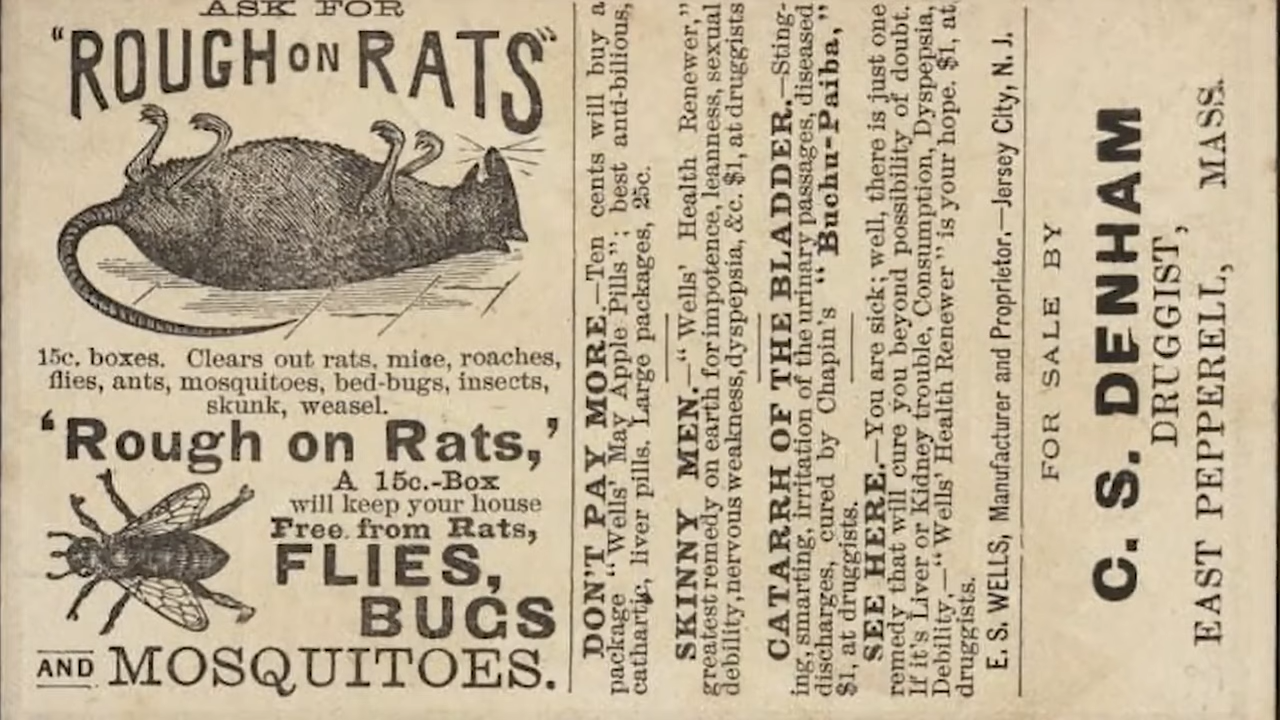 ASK FOR
"ROUGH ON RATS"
15c. boxes. Clears out rats, mice, roaches,
flies, ants, mosquitoes, bed-bugs, insects,
skunk, weasel.
'Rough on Rats,'
A 15c.-Box
will keep your house
Free from Rats,
FLIES,
BUGS
AND MOSQUITOES.
DON'T PAY MORE.—Ten cents will buy a
package "Wells' May Apple Pills"; best anti-bilious,
cathartic, liver pills. Large packages, 25c.
SKINNY MEN.—"Wells' Health Renewer,"
greatest remedy on earth for impotence, leanness, sexual
debility, nervous weakness, dyspepsia, &c. $1, at druggists
CATARRH OF THE BLADDER.—Sting-
ing, smarting, irritation of the urinary passages, diseased
discharges, cured by Chapin's "Buchu-Paiba,"
$1, at druggists.
SEE HERE.—You are sick; well, there is just one
remedy that will cure you beyond possibility of doubt.
If it's Liver or Kidney trouble, Consumption, Dyspepsia,
Debility,—"Wells' Health Renewer" is your hope. $1, at
druggists.
E. S. WELLS, Manufacturer and Proprietor.—Jersey City, N. J.
FOR SALE BY
C. S. DENHAM
DRUGGIST,
EAST PEPPERELL, MASS.